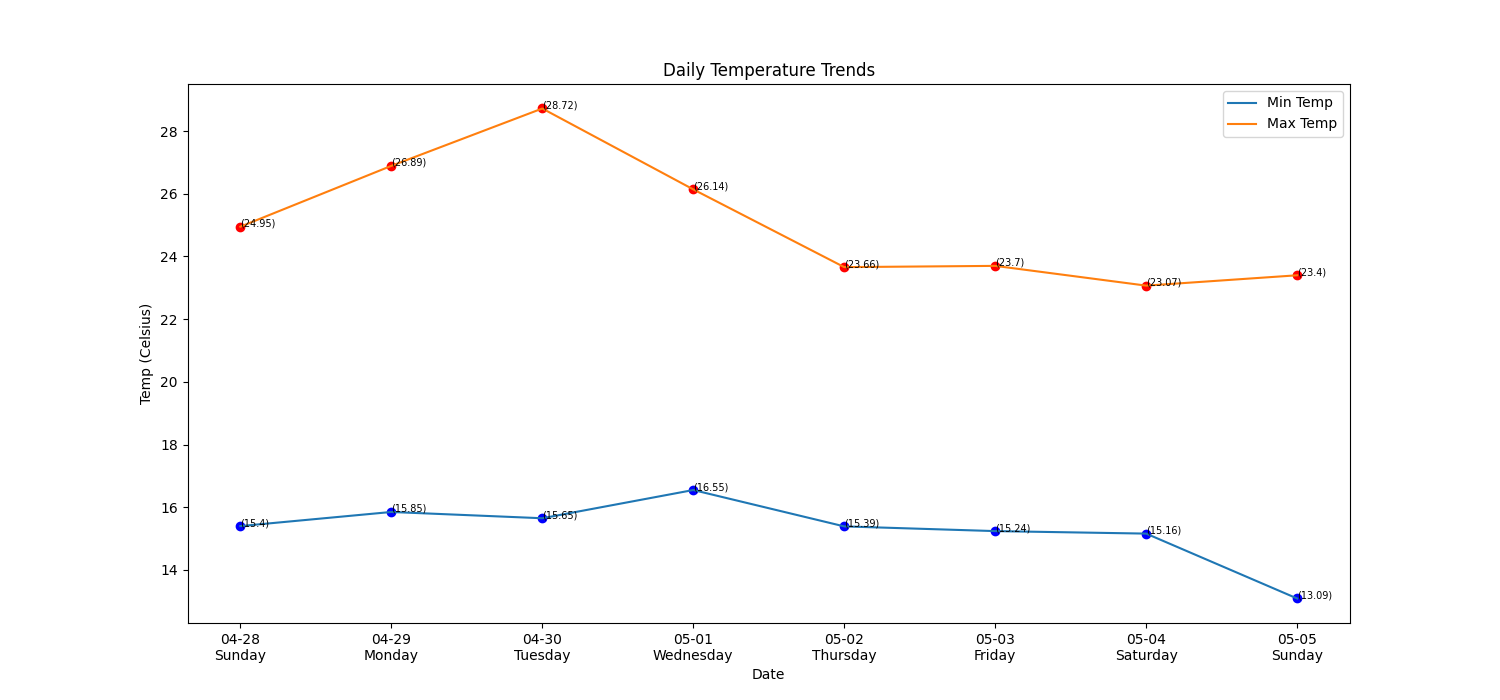 Daily Temperature Trends
Min Temp
Max Temp
Temp (Celsius)
28
26
24
22
20
18
16
14
(24.95)
(26.89)
(28.72)
(26.14)
(23.66)
(23.7)
(23.07)
(23.4)
(15.4)
(15.85)
(15.65)
(16.55)
(15.39)
(15.24)
(15.16)
(13.09)
04-28
Sunday
04-29
Monday
04-30
Tuesday
05-01
Wednesday
05-02
Thursday
05-03
Friday
05-04
Saturday
05-05
Sunday
Date